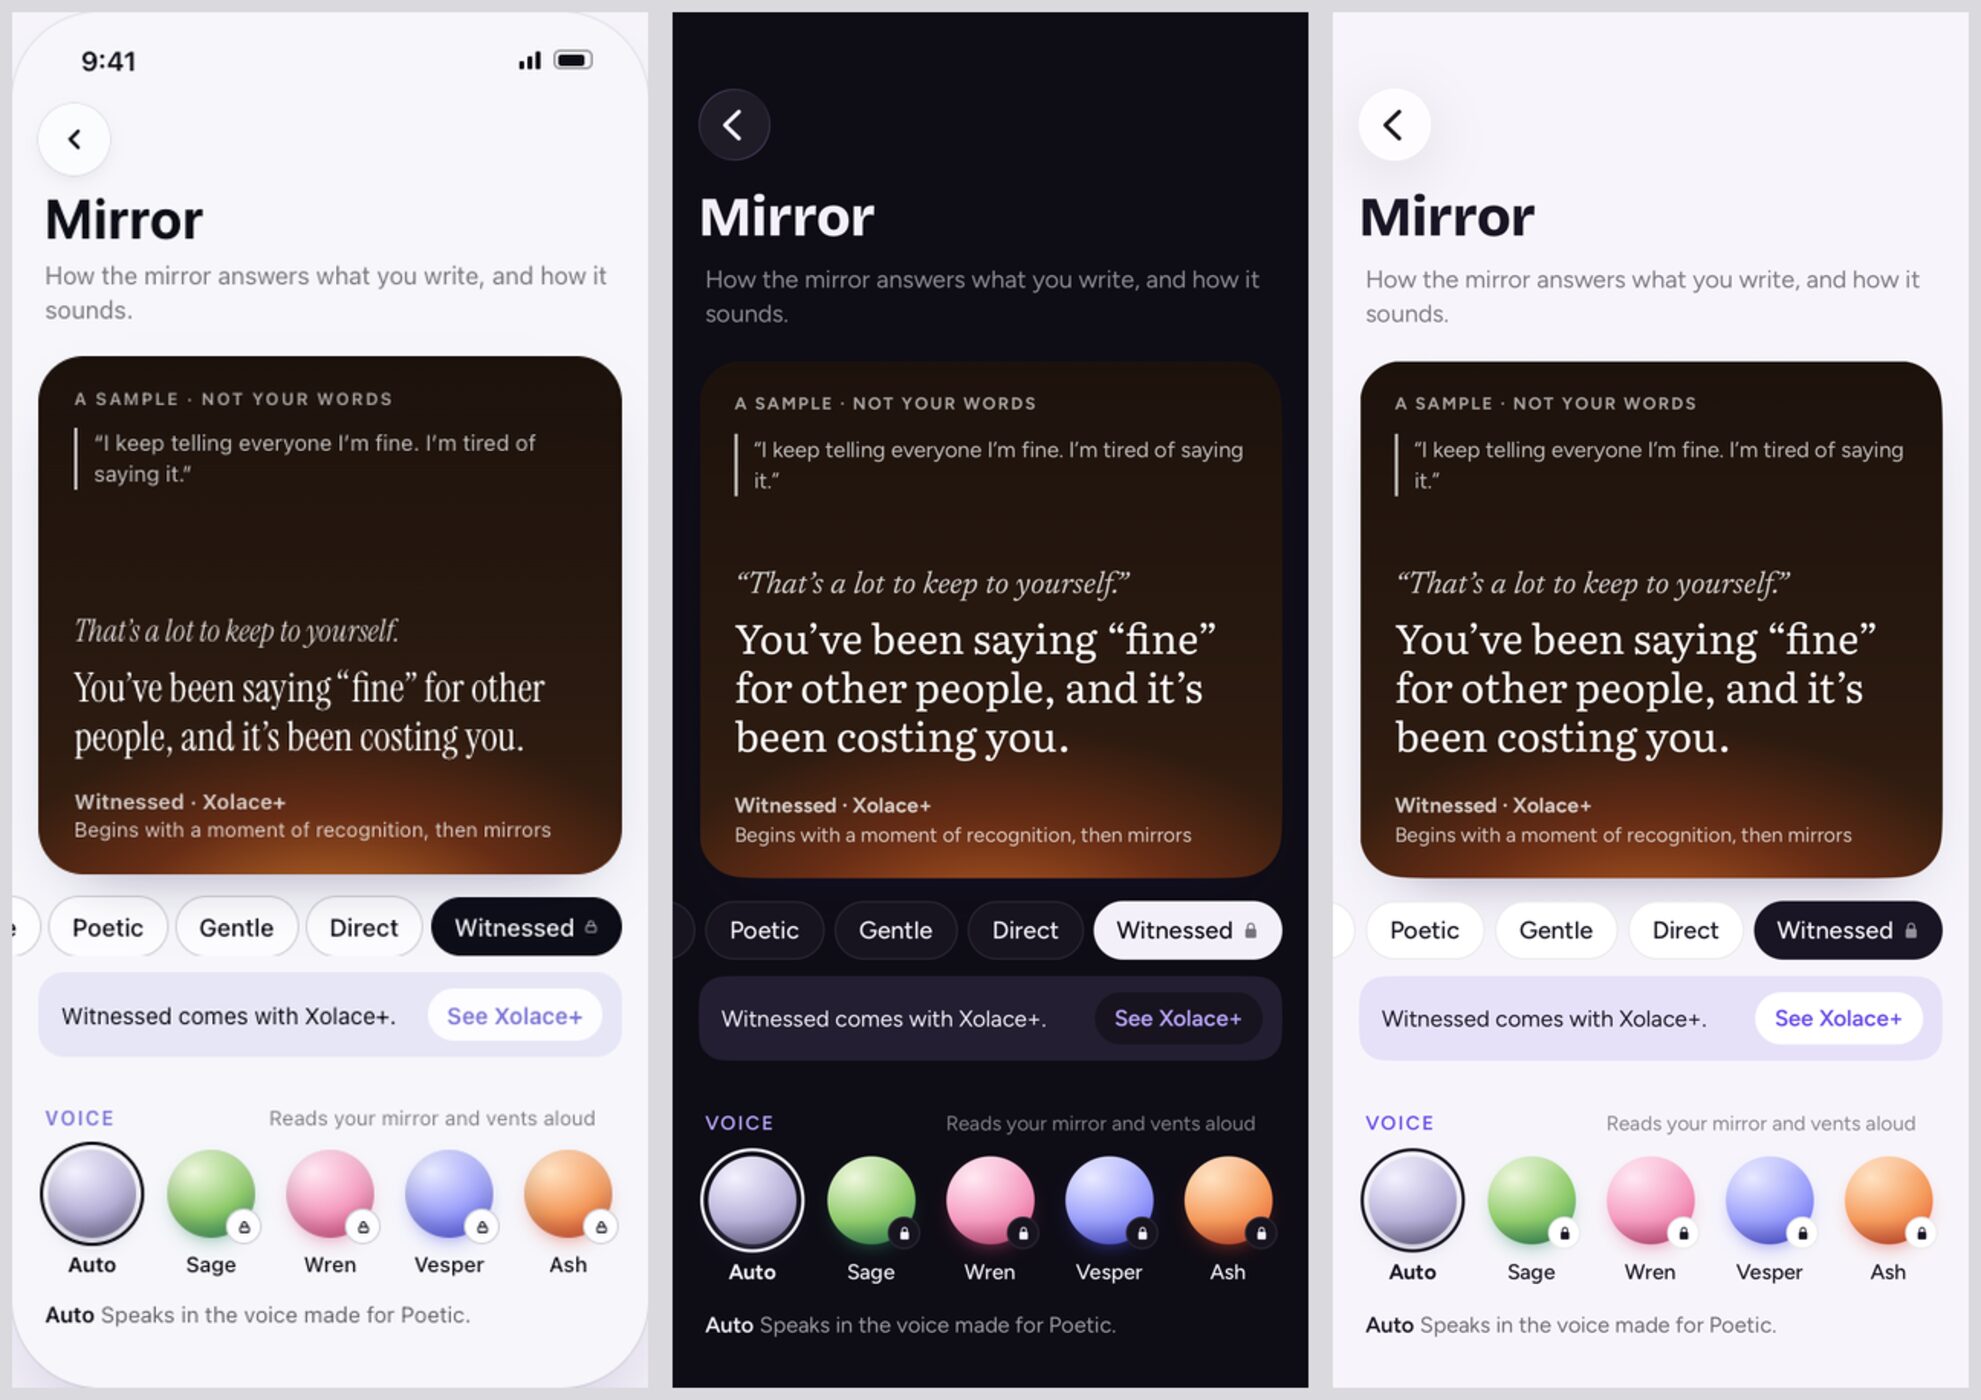 9:41
Mirror
How the mirror answers what you write, and how it
sounds.
A SAMPLE · NOT YOUR WORDS
“I keep telling everyone I’m fine. I’m tired of
saying it.”
That’s a lot to keep to yourself.
You’ve been saying “fine” for other
people, and it’s been costing you.
Witnessed · Xolace+
Begins with a moment of recognition, then mirrors
e Poetic Gentle Direct Witnessed
Witnessed comes with Xolace+. See Xolace+
VOICE Reads your mirror and vents aloud
Auto Sage Wren Vesper Ash
Auto Speaks in the voice made for Poetic.
Mirror
How the mirror answers what you write, and how it
sounds.
A SAMPLE · NOT YOUR WORDS
“I keep telling everyone I’m fine. I’m tired of saying
it.”
“That’s a lot to keep to yourself.”
You’ve been saying “fine”
for other people, and it’s
been costing you.
Witnessed · Xolace+
Begins with a moment of recognition, then mirrors
Poetic Gentle Direct Witnessed
Witnessed comes with Xolace+. See Xolace+
VOICE Reads your mirror and vents aloud
Auto Sage Wren Vesper Ash
Auto Speaks in the voice made for Poetic.
Mirror
How the mirror answers what you write, and how it
sounds.
A SAMPLE · NOT YOUR WORDS
“I keep telling everyone I’m fine. I’m tired of saying
it.”
“That’s a lot to keep to yourself.”
You’ve been saying “fine”
for other people, and it’s
been costing you.
Witnessed · Xolace+
Begins with a moment of recognition, then mirrors
Poetic Gentle Direct Witnessed
Witnessed comes with Xolace+. See Xolace+
VOICE Reads your mirror and vents aloud
Auto Sage Wren Vesper Ash
Auto Speaks in the voice made for Poetic.